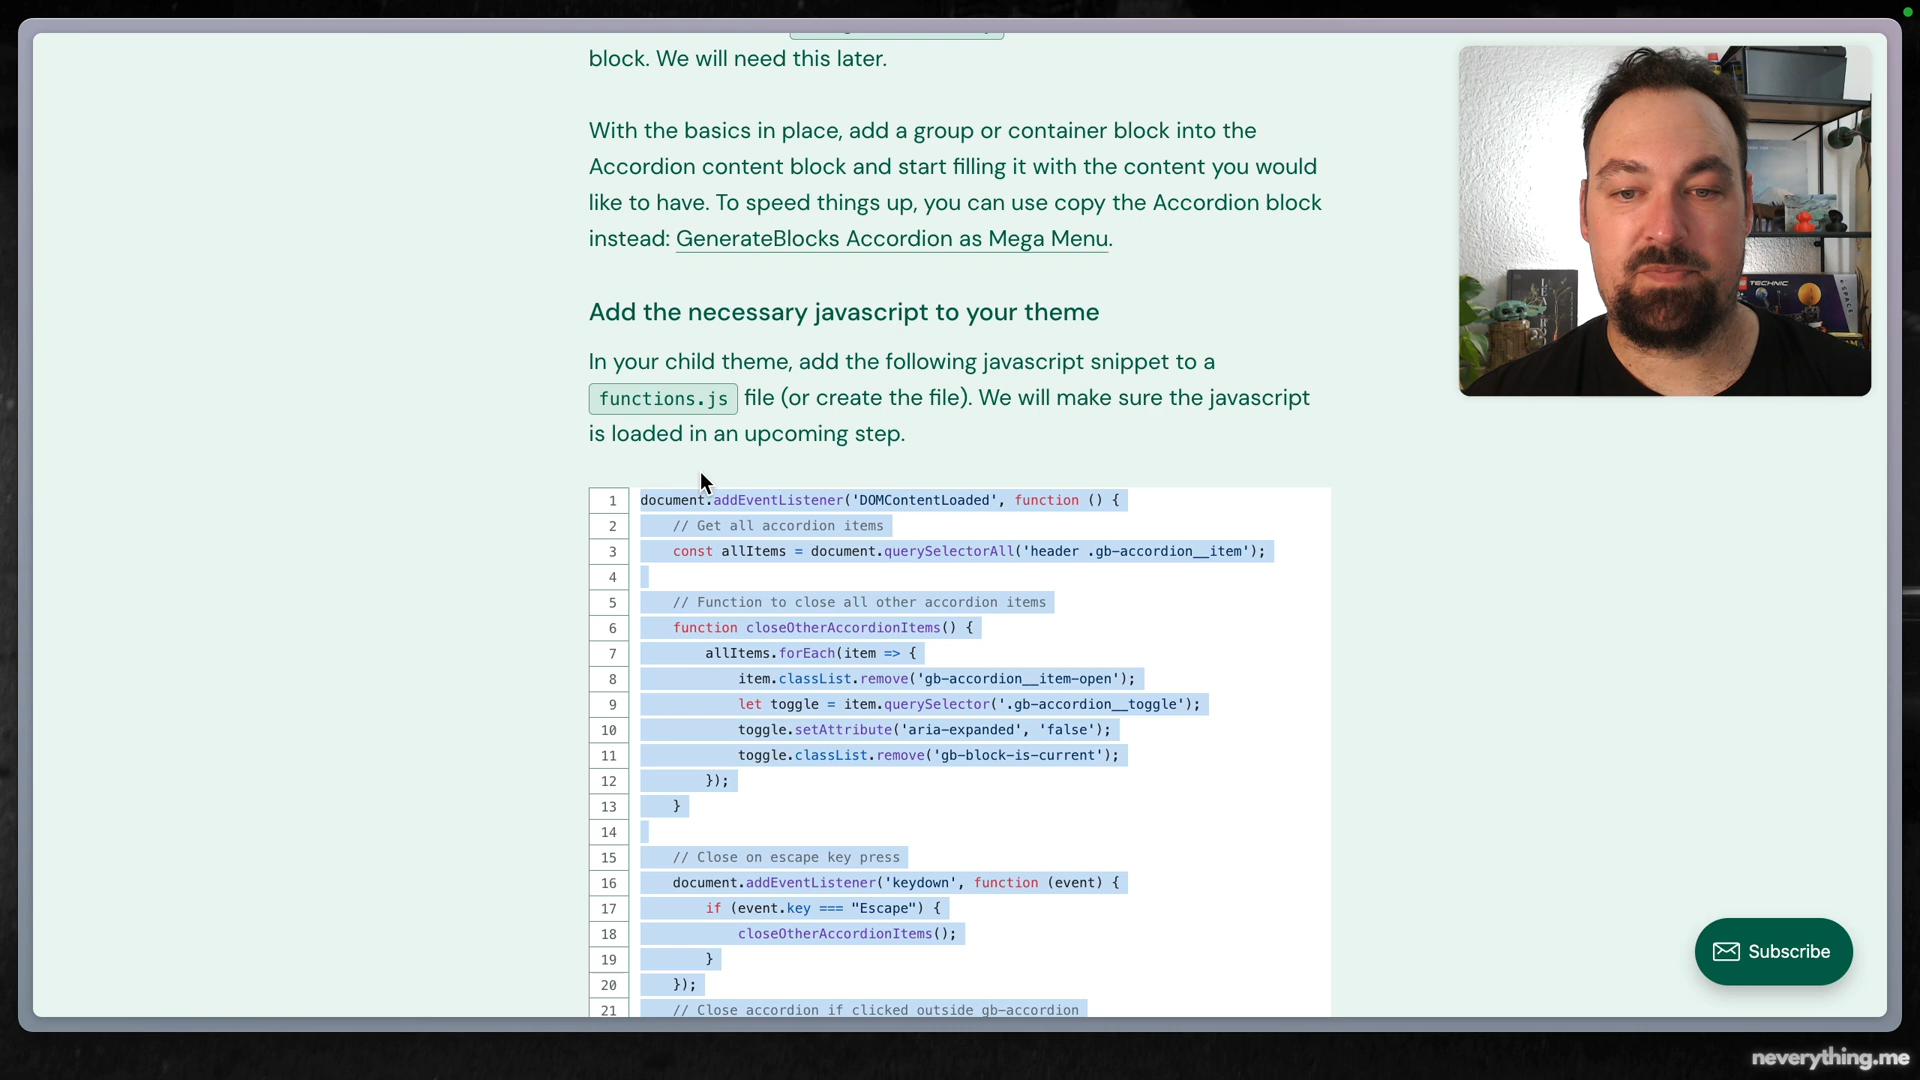 block. We will need this later.
With the basics in place, add a group or container block into the
Accordion content block and start filling it with the content you would
like to have. To speed things up, you can use copy the Accordion block
instead: GenerateBlocks Accordion as Mega Menu.
Add the necessary javascript to your theme
In your child theme, add the following javascript snippet to a
functions.js file (or create the file). We will make sure the javascript
is loaded in an upcoming step.
1 document.addEventListener('DOMContentLoaded', function () {
2 // Get all accordion items
3 const allItems = document.querySelectorAll('header .gb-accordion__item');
4
5 // Function to close all other accordion items
6 function closeOtherAccordionItems() {
7 allItems.forEach(item => {
8 item.classList.remove('gb-accordion__item-open');
9 let toggle = item.querySelector('.gb-accordion__toggle');
10 toggle.setAttribute('aria-expanded', 'false');
11 toggle.classList.remove('gb-block-is-current');
12 });
13 }
14
15 // Close on escape key press
16 document.addEventListener('keydown', function (event) {
17 if (event.key === "Escape") {
18 closeOtherAccordionItems();
19 }
20 });
21 // Close accordion if clicked outside gb-accordion
TECHNIC
Subscribe
neverything.me